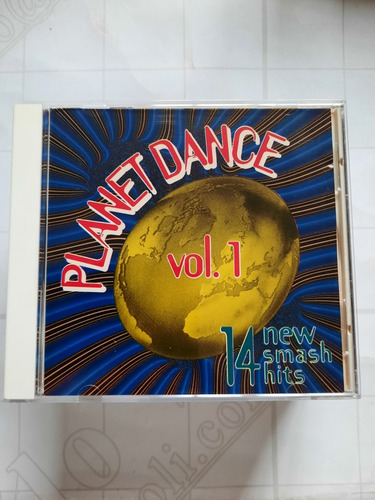 PLANET DANCE
vol. 1
14 new
smash
hits